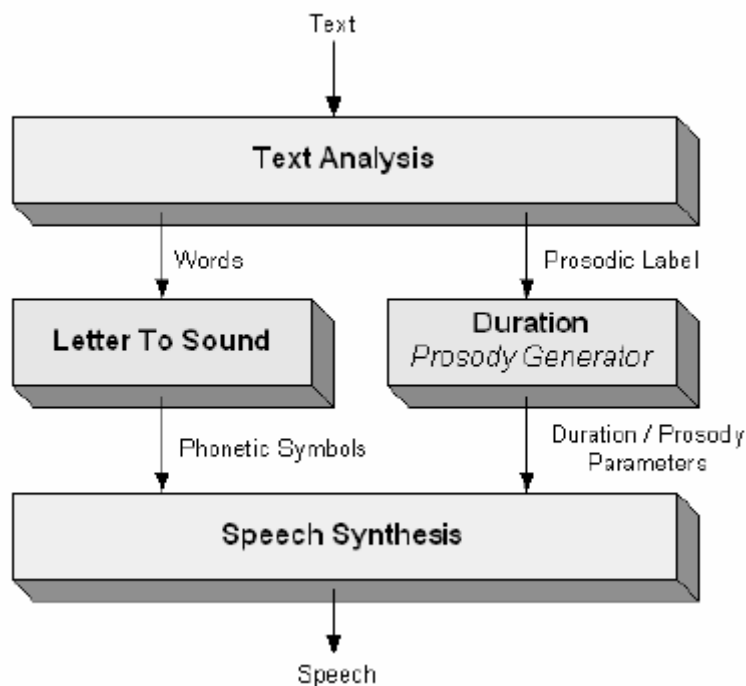 Text
Text Analysis
Words
Prosodic Label
Letter To Sound
Duration
Prosody Generator
Phonetic Symbols
Duration / Prosody
Parameters
Speech Synthesis
Speech